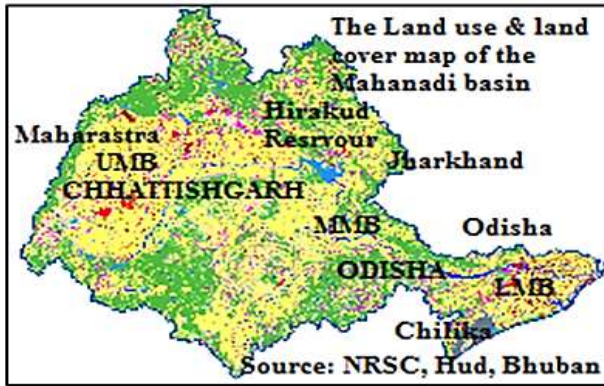 The Land use & land
cover map of the
Mahanadi basin
Hirakud
Resrvour
Maharastra
UMB
Jharkhand
CHHATTISHGARH
MMB
Odisha
ODISHA
LMB
Chilika
Source: NRSC, Hud, Bhuban